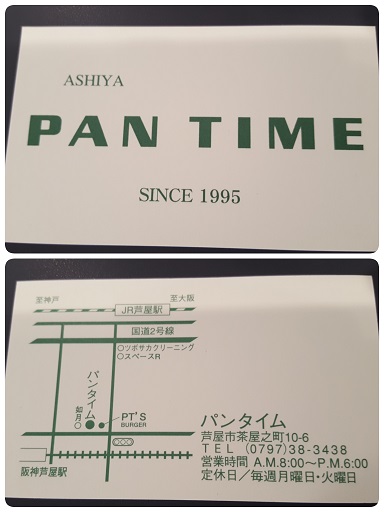 ASHIYA
PAN TIME
SINCE 1995
至神戸
至大阪
JR芦屋駅
国道2号線
○ツボサカクリーニング
○スペースR
パンタイム
如月○
PT'S
BURGER
阪神芦屋駅
パンタイム
芦屋市茶屋之町10-6
TEL (0797)38-3438
営業時間 A.M.8:00～P.M.6:00
定休日／毎週月曜日・火曜日